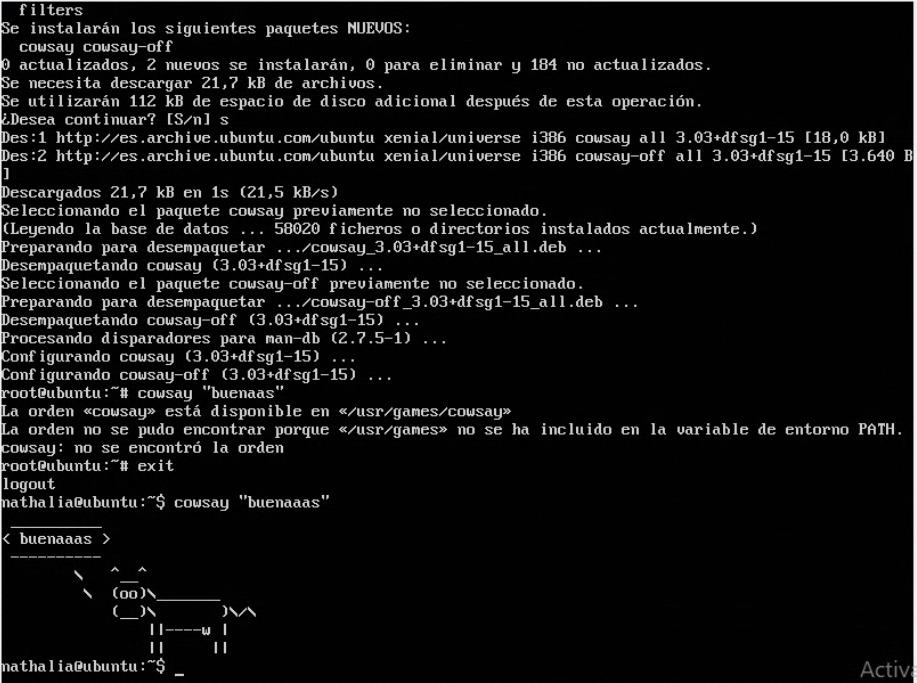 filters
Se instalarán los siguientes paquetes NUEVOS:
  cowsay cowsay-off
0 actualizados, 2 nuevos se instalarán, 0 para eliminar y 184 no actualizados.
Se necesita descargar 21,7 kB de archivos.
Se utilizarán 112 kB de espacio de disco adicional después de esta operación.
¿Desea continuar? [S/n] s
Des:1 http://es.archive.ubuntu.com/ubuntu xenial/universe i386 cowsay all 3.03+dfsg1-15 [18,0 kB]
Des:2 http://es.archive.ubuntu.com/ubuntu xenial/universe i386 cowsay-off all 3.03+dfsg1-15 [3.640 B
]
Descargados 21,7 kB en 1s (21,5 kB/s)
Seleccionando el paquete cowsay previamente no seleccionado.
(Leyendo la base de datos ... 58020 ficheros o directorios instalados actualmente.)
Preparando para desempaquetar .../cowsay_3.03+dfsg1-15_all.deb ...
Desempaquetando cowsay (3.03+dfsg1-15) ...
Seleccionando el paquete cowsay-off previamente no seleccionado.
Preparando para desempaquetar .../cowsay-off_3.03+dfsg1-15_all.deb ...
Desempaquetando cowsay-off (3.03+dfsg1-15) ...
Procesando disparadores para man-db (2.7.5-1) ...
Configurando cowsay (3.03+dfsg1-15) ...
Configurando cowsay-off (3.03+dfsg1-15) ...
root@ubuntu:~# cowsay "buenaas"
La orden «cowsay» está disponible en «/usr/games/cowsay»
La orden no se pudo encontrar porque «/usr/games» no se ha incluido en la variable de entorno PATH.
cowsay: no se encontró la orden
root@ubuntu:~# exit
logout
nathalia@ubuntu:~$ cowsay "buenaaas"
 __________
< buenaaas >
 ----------
        \   ^__^
         \  (oo)\_______
            (__)\       )\/\
                ||----w |
                ||     ||
nathalia@ubuntu:~$ _
Activa